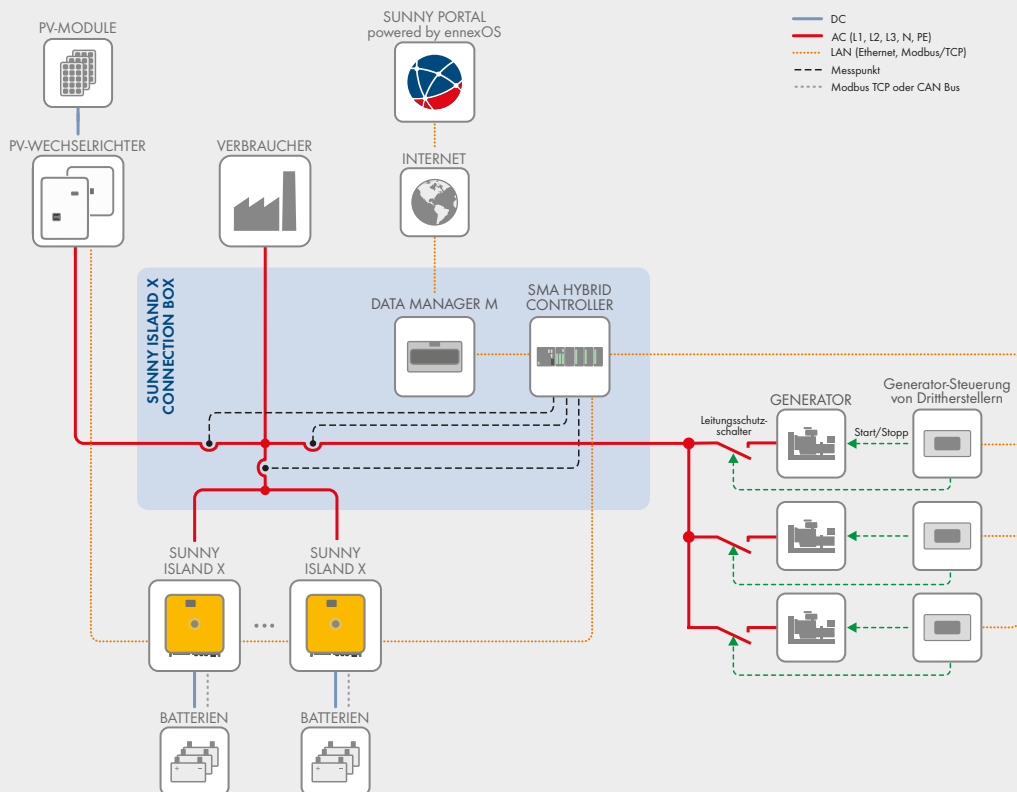 SUNNY PORTAL
powered by ennexOS
DC
AC (L1, L2, L3, N, PE)
LAN (Ethernet, Modbus/TCP)
Messpunkt
Modbus TCP oder CAN Bus
PV-MODULE
PV-WECHSELRICHTER
VERBRAUCHER
INTERNET
SUNNY ISLAND X
CONNECTION BOX
DATA MANAGER M
SMA HYBRID
CONTROLLER
Leitungsschutz-
schalter
GENERATOR
Start/Stopp
Generator-Steuerung
von Drittherstellern
SUNNY
ISLAND X
SUNNY
ISLAND X
BATTERIEN
BATTERIEN